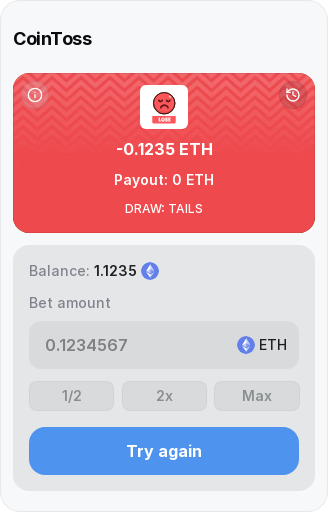 CoinToss
LOSE
-0.1235 ETH
Payout: 0 ETH
DRAW: TAILS
Balance: 1.1235
Bet amount
0.1234567 ETH
1/2 2x Max
Try again